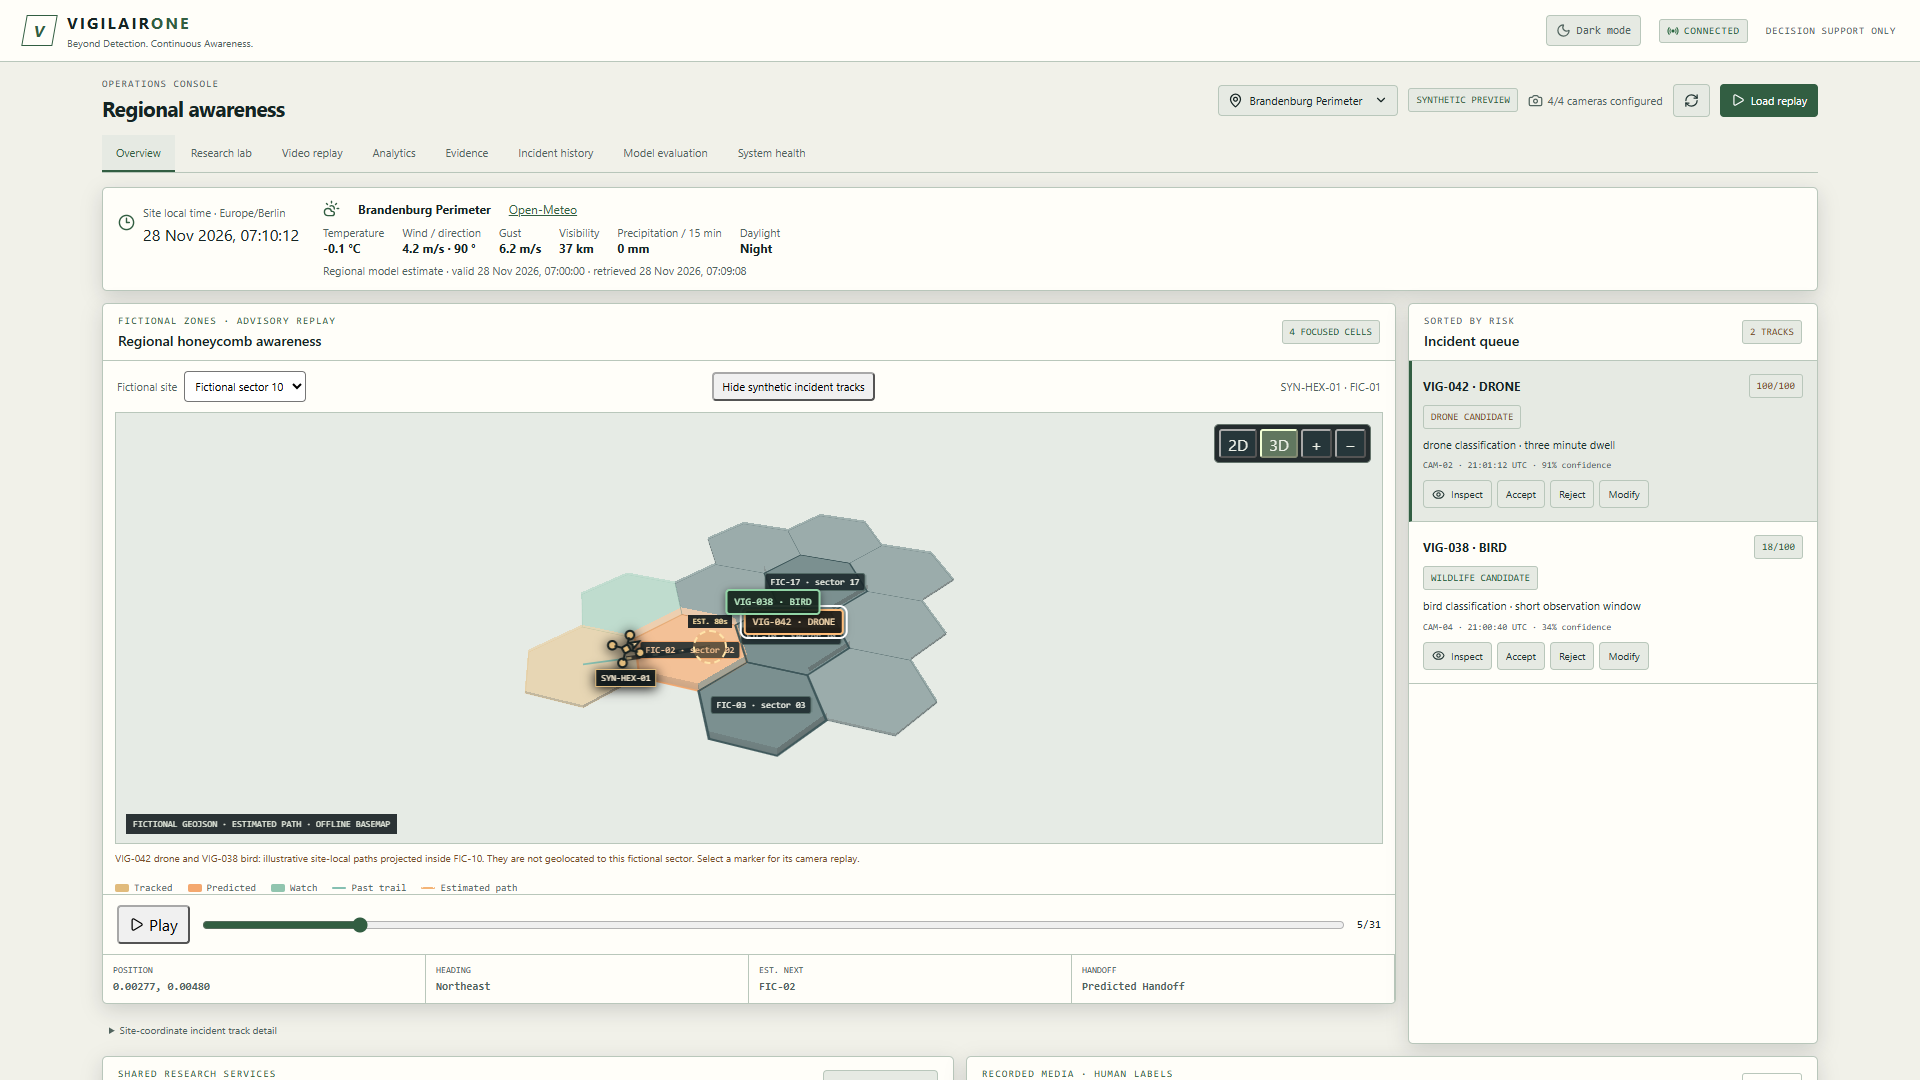 V
VIGILAIRONE
Beyond Detection. Continuous Awareness.
Dark mode
CONNECTED
DECISION SUPPORT ONLY
OPERATIONS CONSOLE
Regional awareness
Brandenburg Perimeter
SYNTHETIC PREVIEW
4/4 cameras configured
Load replay
Overview
Research lab
Video replay
Analytics
Evidence
Incident history
Model evaluation
System health
Site local time · Europe/Berlin
28 Nov 2026, 07:10:12
Brandenburg Perimeter
Open-Meteo
Temperature
-0.1 °C
Wind / direction
4.2 m/s · 90 °
Gust
6.2 m/s
Visibility
37 km
Precipitation / 15 min
0 mm
Daylight
Night
Regional model estimate · valid 28 Nov 2026, 07:00:00 · retrieved 28 Nov 2026, 07:09:08
FICTIONAL ZONES · ADVISORY REPLAY
Regional honeycomb awareness
4 FOCUSED CELLS
Fictional site
Fictional sector 10
Hide synthetic incident tracks
SYN-HEX-01 · FIC-01
2D
3D
+
−
FIC-17 · sector 17
VIG-038 · BIRD
EST. 80s
VIG-042 · DRONE
FIC-02 · sector 02
SYN-HEX-01
FIC-03 · sector 03
FICTIONAL GEOJSON · ESTIMATED PATH · OFFLINE BASEMAP
VIG-042 drone and VIG-038 bird: illustrative site-local paths projected inside FIC-10. They are not geolocated to this fictional sector. Select a marker for its camera replay.
Tracked
Predicted
Watch
Past trail
Estimated path
Play
5/31
POSITION
0.00277, 0.00480
HEADING
Northeast
EST. NEXT
FIC-02
HANDOFF
Predicted Handoff
Site-coordinate incident track detail
SORTED BY RISK
Incident queue
2 TRACKS
VIG-042 · DRONE
100/100
DRONE CANDIDATE
drone classification · three minute dwell
CAM-02 · 21:01:12 UTC · 91% confidence
Inspect
Accept
Reject
Modify
VIG-038 · BIRD
18/100
WILDLIFE CANDIDATE
bird classification · short observation window
CAM-04 · 21:00:40 UTC · 34% confidence
Inspect
Accept
Reject
Modify
SHARED RESEARCH SERVICES
RECORDED MEDIA · HUMAN LABELS